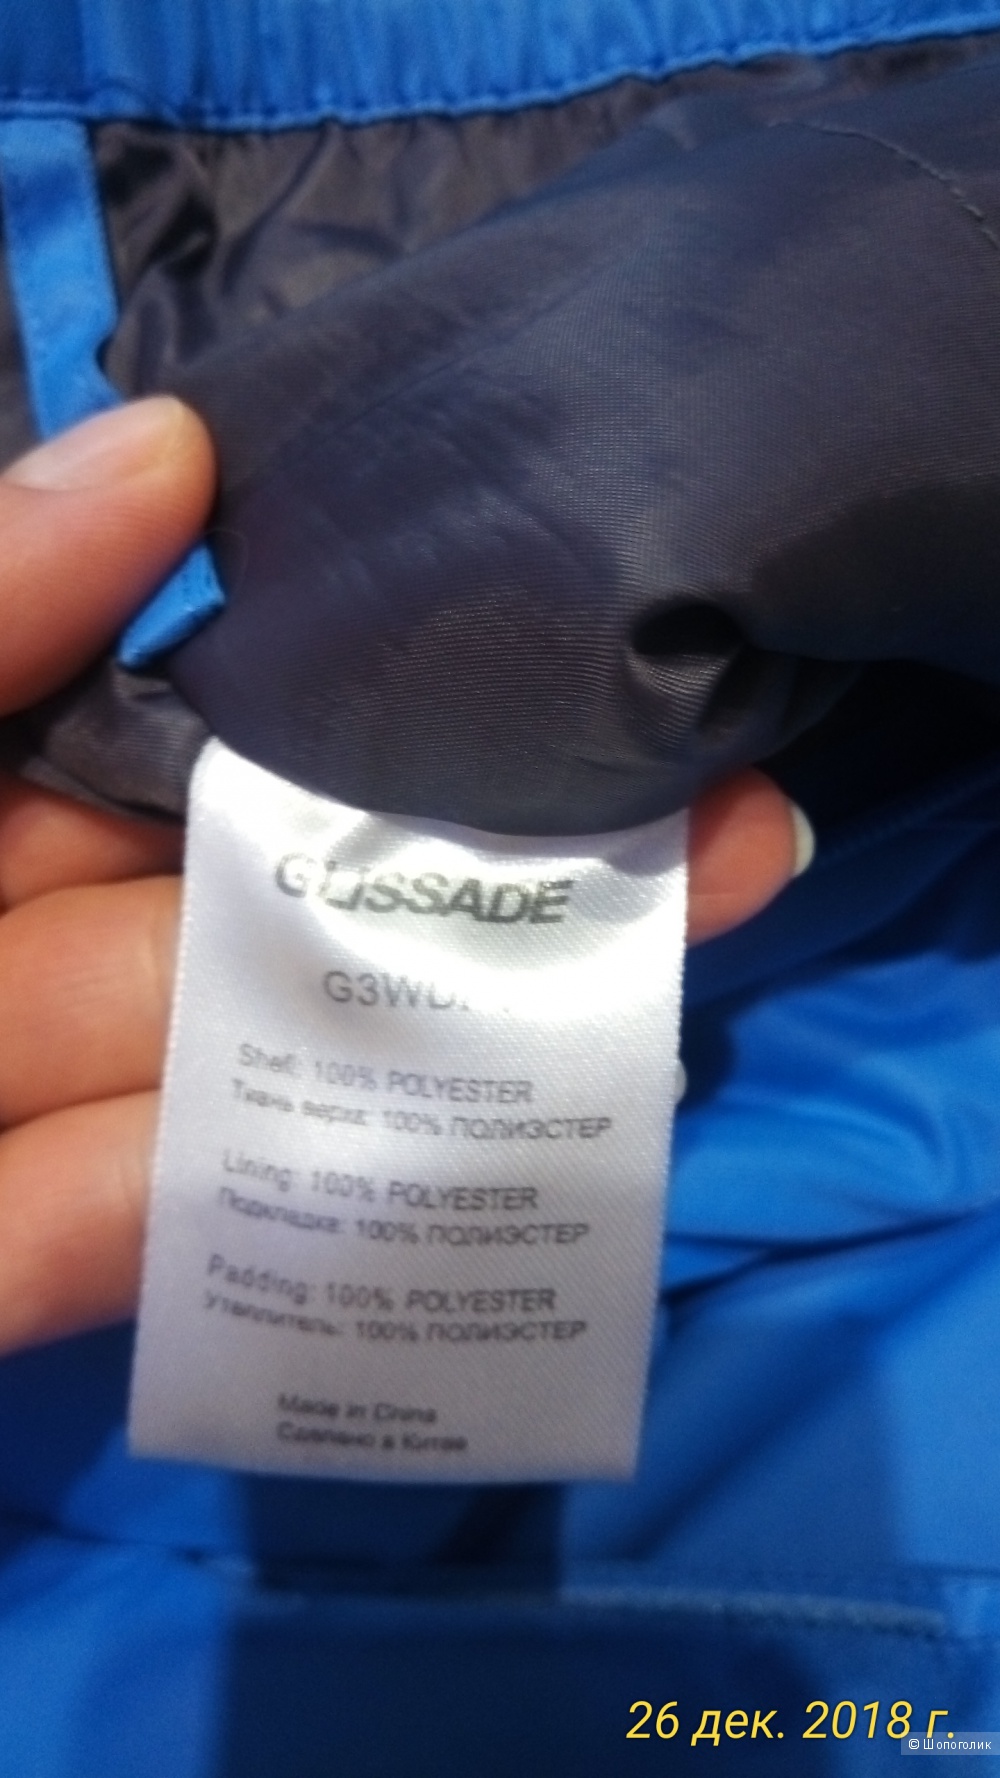 GLISSADE
Shell: 100% POLYESTER
Ткань верха: 100% ПОЛИЭСТЕР
Lining: 100% POLYESTER
Подкладка: 100% ПОЛИЭСТЕР
Padding: 100% POLYESTER
Утеплитель: 100% ПОЛИЭСТЕР
Made in China
Сделано в Китае
26 дек. 2018 г.
© Шопоголик